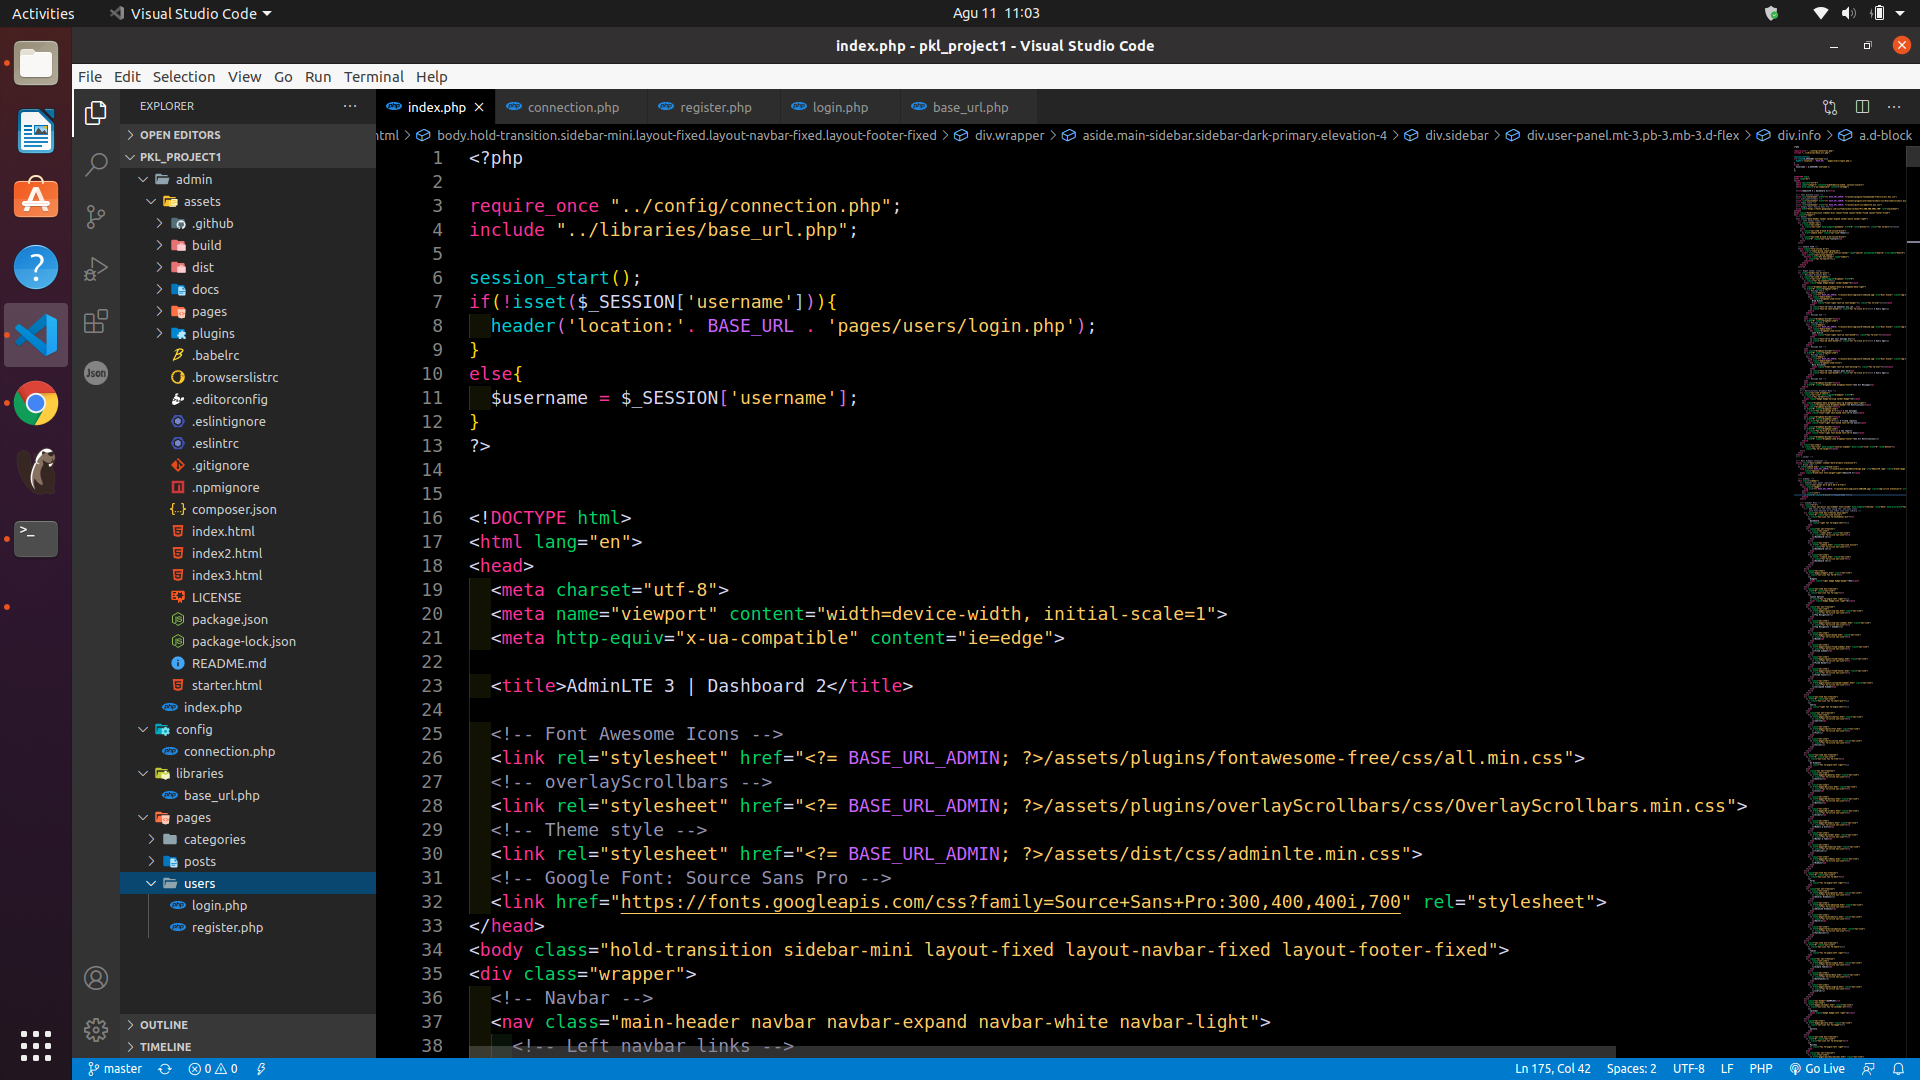 Activities
Visual Studio Code
Agu 11 11:03
index.php - pkl_project1 - Visual Studio Code
File Edit Selection View Go Run Terminal Help
EXPLORER
index.php
connection.php
register.php
login.php
base_url.php
OPEN EDITORS
PKL_PROJECT1
admin
assets
.github
build
dist
docs
pages
plugins
.babelrc
.browserslistrc
.editorconfig
.eslintignore
.eslintrc
.gitignore
.npmignore
composer.json
index.html
index2.html
index3.html
LICENSE
package.json
package-lock.json
README.md
starter.html
index.php
config
connection.php
libraries
base_url.php
pages
categories
posts
users
login.php
register.php
OUTLINE
TIMELINE
Json
html > body.hold-transition.sidebar-mini.layout-fixed.layout-navbar-fixed.layout-footer-fixed > div.wrapper > aside.main-sidebar.sidebar-dark-primary.elevation-4 > div.sidebar > div.user-panel.mt-3.pb-3.mb-3.d-flex > div.info > a.d-block
1 <?php
2
3 require_once "../config/connection.php";
4 include "../libraries/base_url.php";
5
6 session_start();
7 if(!isset($_SESSION['username'])){
8 header('location:'. BASE_URL . 'pages/users/login.php');
9 }
10 else{
11 $username = $_SESSION['username'];
12 }
13 ?>
14
15
16 <!DOCTYPE html>
17 <html lang="en">
18 <head>
19 <meta charset="utf-8">
20 <meta name="viewport" content="width=device-width, initial-scale=1">
21 <meta http-equiv="x-ua-compatible" content="ie=edge">
22
23 <title>AdminLTE 3 | Dashboard 2</title>
24
25 <!-- Font Awesome Icons -->
26 <link rel="stylesheet" href="<?= BASE_URL_ADMIN; ?>/assets/plugins/fontawesome-free/css/all.min.css">
27 <!-- overlayScrollbars -->
28 <link rel="stylesheet" href="<?= BASE_URL_ADMIN; ?>/assets/plugins/overlayScrollbars/css/OverlayScrollbars.min.css">
29 <!-- Theme style -->
30 <link rel="stylesheet" href="<?= BASE_URL_ADMIN; ?>/assets/dist/css/adminlte.min.css">
31 <!-- Google Font: Source Sans Pro -->
32 <link href="https://fonts.googleapis.com/css?family=Source+Sans+Pro:300,400,400i,700" rel="stylesheet">
33 </head>
34 <body class="hold-transition sidebar-mini layout-fixed layout-navbar-fixed layout-footer-fixed">
35 <div class="wrapper">
36 <!-- Navbar -->
37 <nav class="main-header navbar navbar-expand navbar-white navbar-light">
38 <!-- Left navbar links -->
master
0 0
Ln 175, Col 42
Spaces: 2
UTF-8
LF
PHP
Go Live